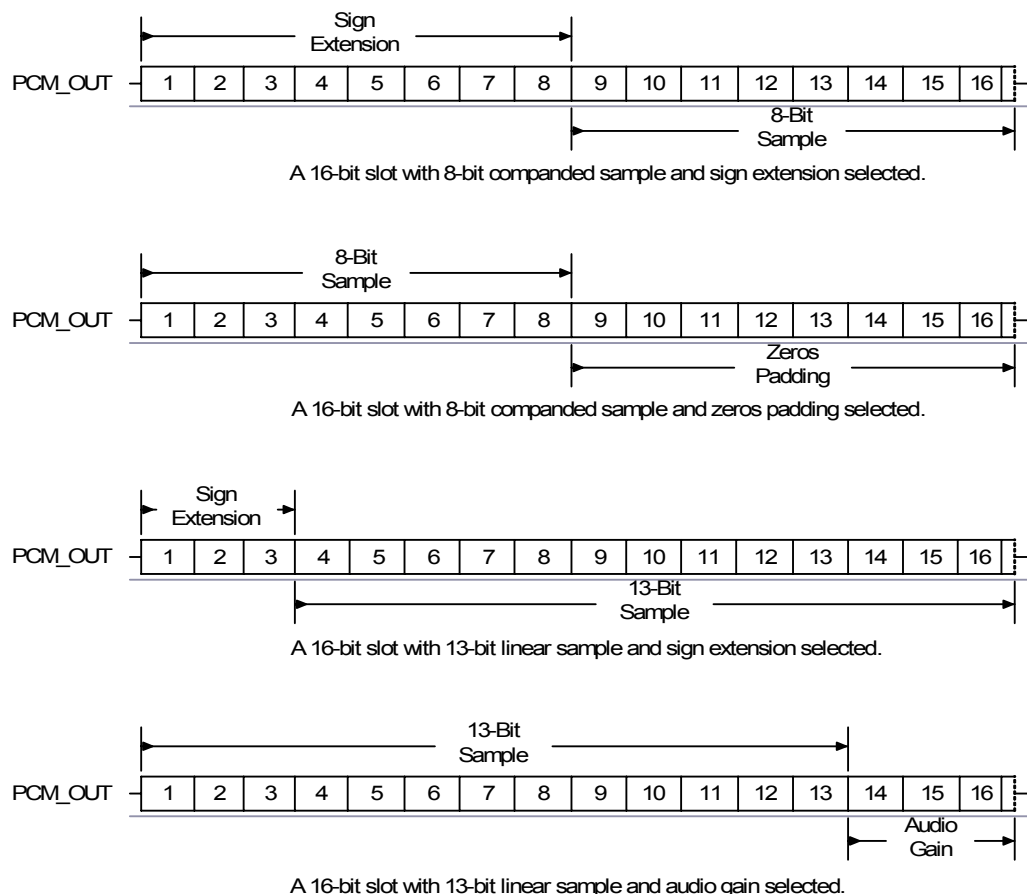 Sign
Extension
PCM_OUT 1 2 3 4 5 6 7 8 9 10 11 12 13 14 15 16
8-Bit
Sample
A 16-bit slot with 8-bit companded sample and sign extension selected.
8-Bit
Sample
PCM_OUT 1 2 3 4 5 6 7 8 9 10 11 12 13 14 15 16
Zeros
Padding
A 16-bit slot with 8-bit companded sample and zeros padding selected.
Sign
Extension
PCM_OUT 1 2 3 4 5 6 7 8 9 10 11 12 13 14 15 16
13-Bit
Sample
A 16-bit slot with 13-bit linear sample and sign extension selected.
13-Bit
Sample
PCM_OUT 1 2 3 4 5 6 7 8 9 10 11 12 13 14 15 16
Audio
Gain
A 16-bit slot with 13-bit linear sample and audio gain selected.